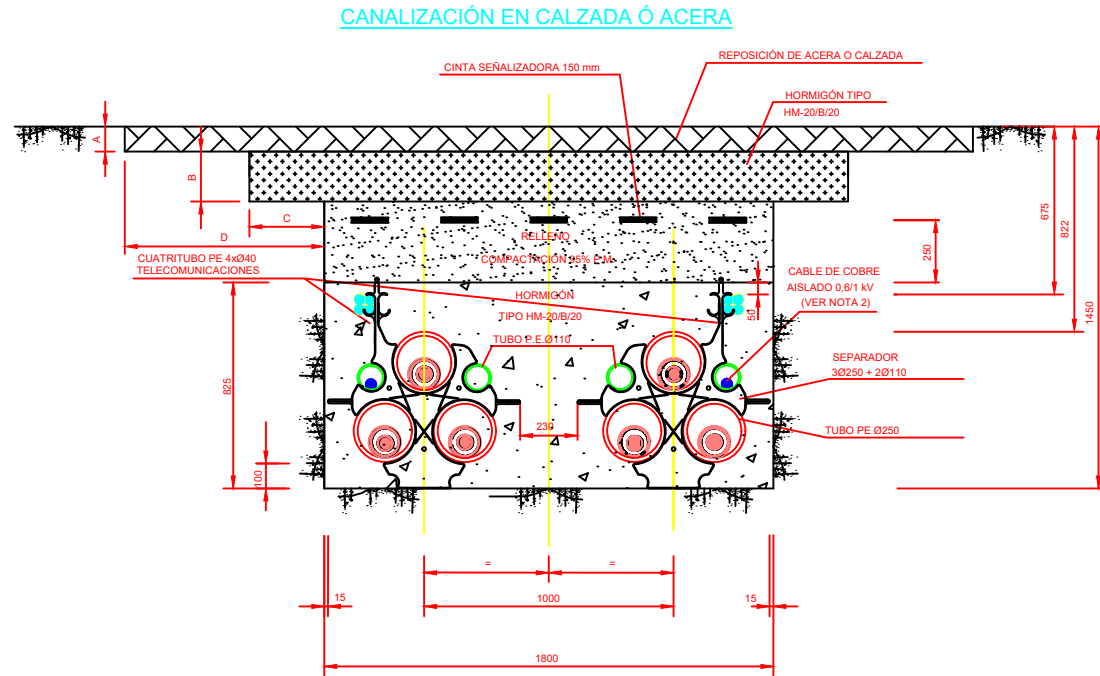 CANALIZACIÓN EN CALZADA Ó ACERA
REPOSICIÓN DE ACERA O CALZADA
CINTA SEÑALIZADORA 150 mm
HORMIGÓN TIPO
HM-20/B/20
A
B
C
D
675
822
250
1450
RELLENO
COMPACTACIÓN 95% P.M.
CUATRITUBO PE 4xØ40
TELECOMUNICACIONES
CABLE DE COBRE
AISLADO 0,6/1 kV
(VER NOTA 2)
HORMIGÓN
TIPO HM-20/B/20
50
TUBO P.E.Ø110
SEPARADOR
3Ø250 + 2Ø110
825
TUBO PE Ø250
230
100
=
=
15
1000
15
1800